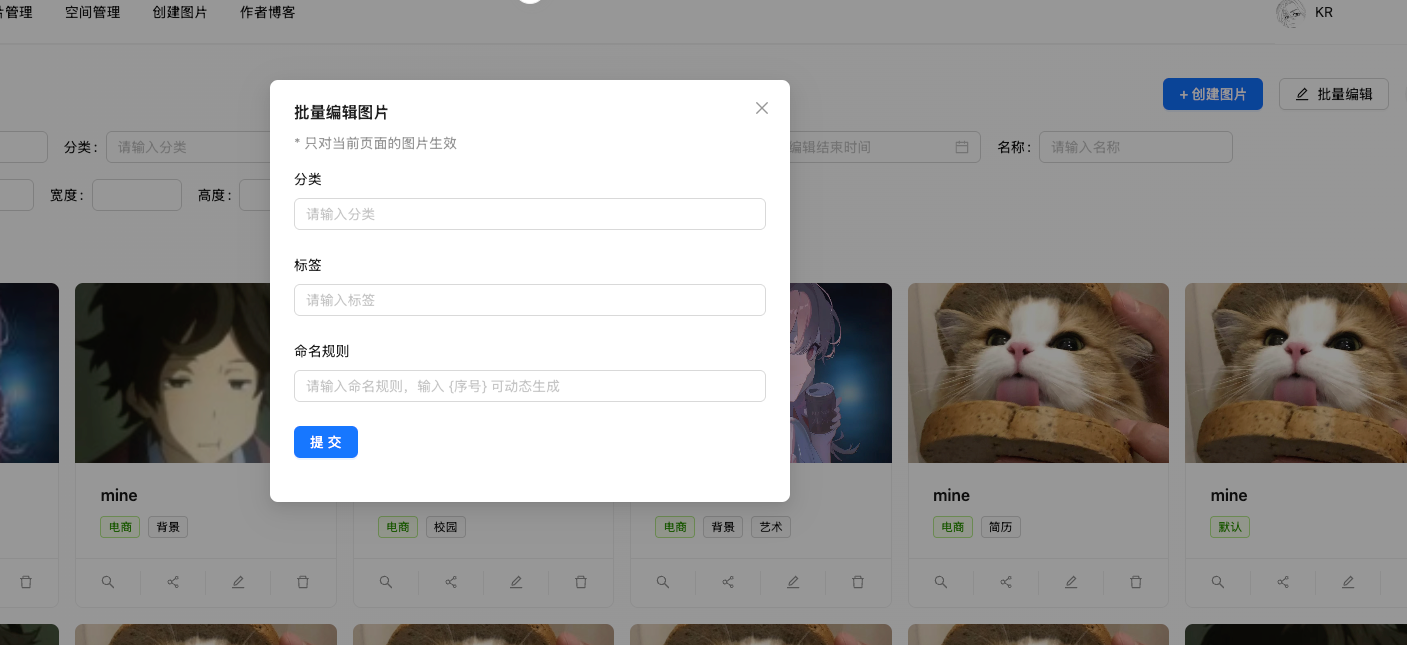 片管理 空间管理 创建图片 作者博客 KR
+ 创建图片 批量编辑
批量编辑图片
* 只对当前页面的图片生效
分类: 请输入分类 编辑结束时间 名称: 请输入名称
分类
宽度: 高度:
请输入分类
标签
请输入标签
命名规则
请输入命名规则，输入 {序号} 可动态生成
提交
mine mine mine
电商 背景 电商 校园 电商 背景 艺术 电商 简历 默认